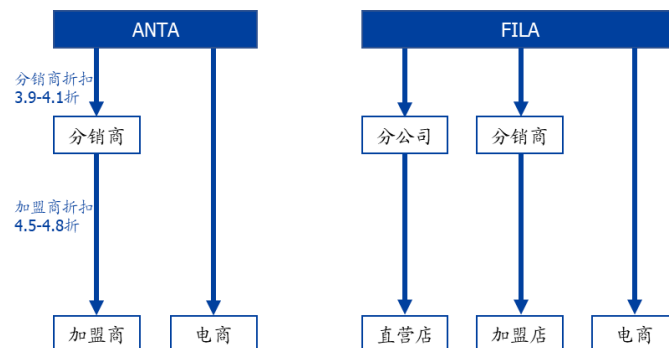 ANTA
FILA
分销商折扣
3.9-4.1折
分销商
分公司
分销商
加盟商折扣
4.5-4.8折
加盟商
电商
直营店
加盟店
电商